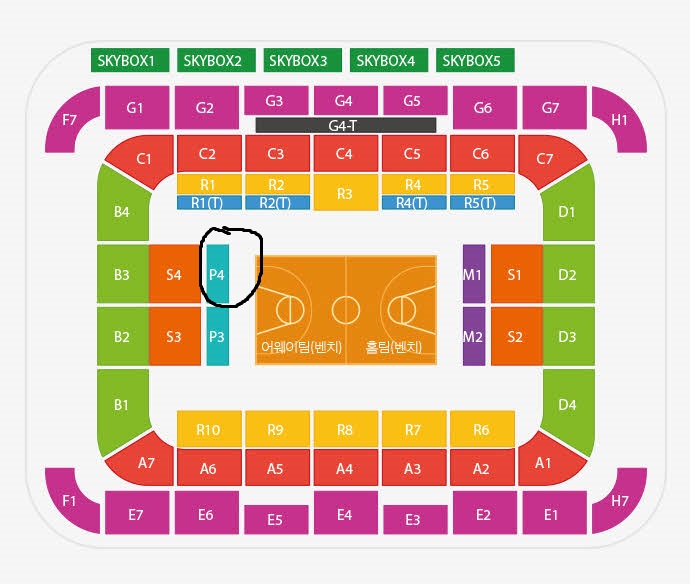 SKYBOX1 SKYBOX2 SKYBOX3 SKYBOX4 SKYBOX5
F7 G1 G2 G3 G4 G5 G6 G7 H1
G4-T
C1 C2 C3 C4 C5 C6 C7
R1 R2 R3 R4 R5
R1(T) R2(T) R4(T) R5(T)
B4 D1
B3 S4 P4 M1 S1 D2
B2 S3 P3 M2 S2 D3
어웨이팀(벤치) 홈팀(벤치)
B1 D4
R10 R9 R8 R7 R6
A7 A6 A5 A4 A3 A2 A1
F1 E7 E6 E5 E4 E3 E2 E1 H7